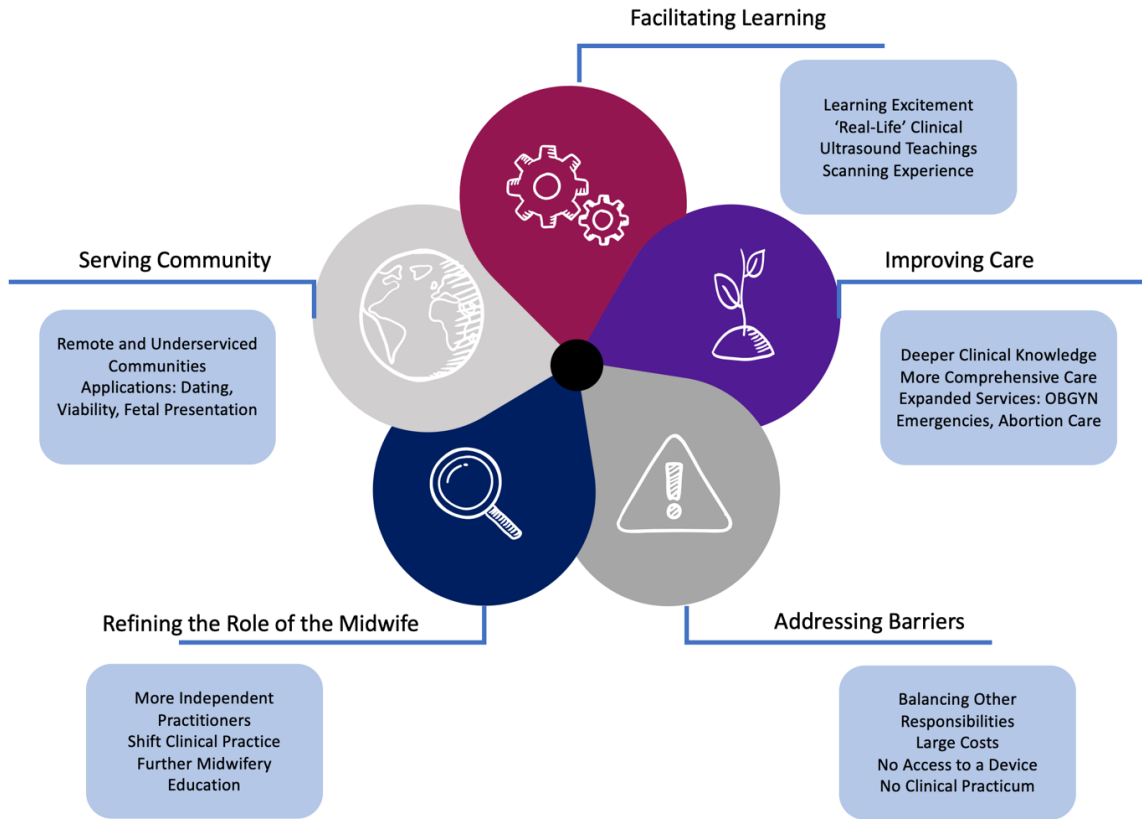 Facilitating Learning
Learning Excitement
‘Real-Life’ Clinical
Ultrasound Teachings
Scanning Experience
Serving Community
Remote and Underserviced
Communities
Applications: Dating,
Viability, Fetal Presentation
Improving Care
Deeper Clinical Knowledge
More Comprehensive Care
Expanded Services: OBGYN
Emergencies, Abortion Care
Refining the Role of the Midwife
More Independent
Practitioners
Shift Clinical Practice
Further Midwifery
Education
Addressing Barriers
Balancing Other
Responsibilities
Large Costs
No Access to a Device
No Clinical Practicum